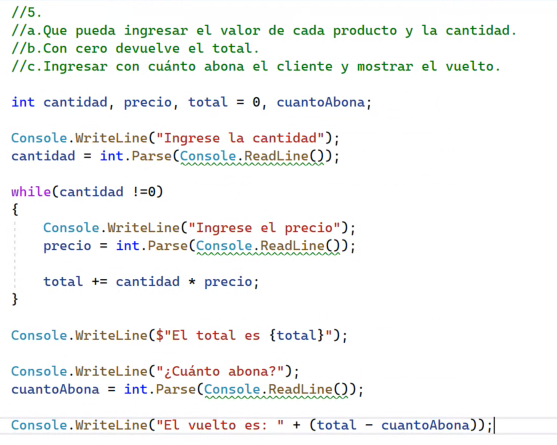 //5.
//a.Que pueda ingresar el valor de cada producto y la cantidad.
//b.Con cero devuelve el total.
//c.Ingresar con cuánto abona el cliente y mostrar el vuelto.
int cantidad, precio, total = 0, cuantoAbona;
Console.WriteLine("Ingrese la cantidad");
cantidad = int.Parse(Console.ReadLine());
while(cantidad !=0)
{
Console.WriteLine("Ingrese el precio");
precio = int.Parse(Console.ReadLine());
total += cantidad * precio;
}
Console.WriteLine($"El total es {total}");
Console.WriteLine("¿Cuánto abona?");
cuantoAbona = int.Parse(Console.ReadLine());
Console.WriteLine("El vuelto es: " + (total - cuantoAbona));